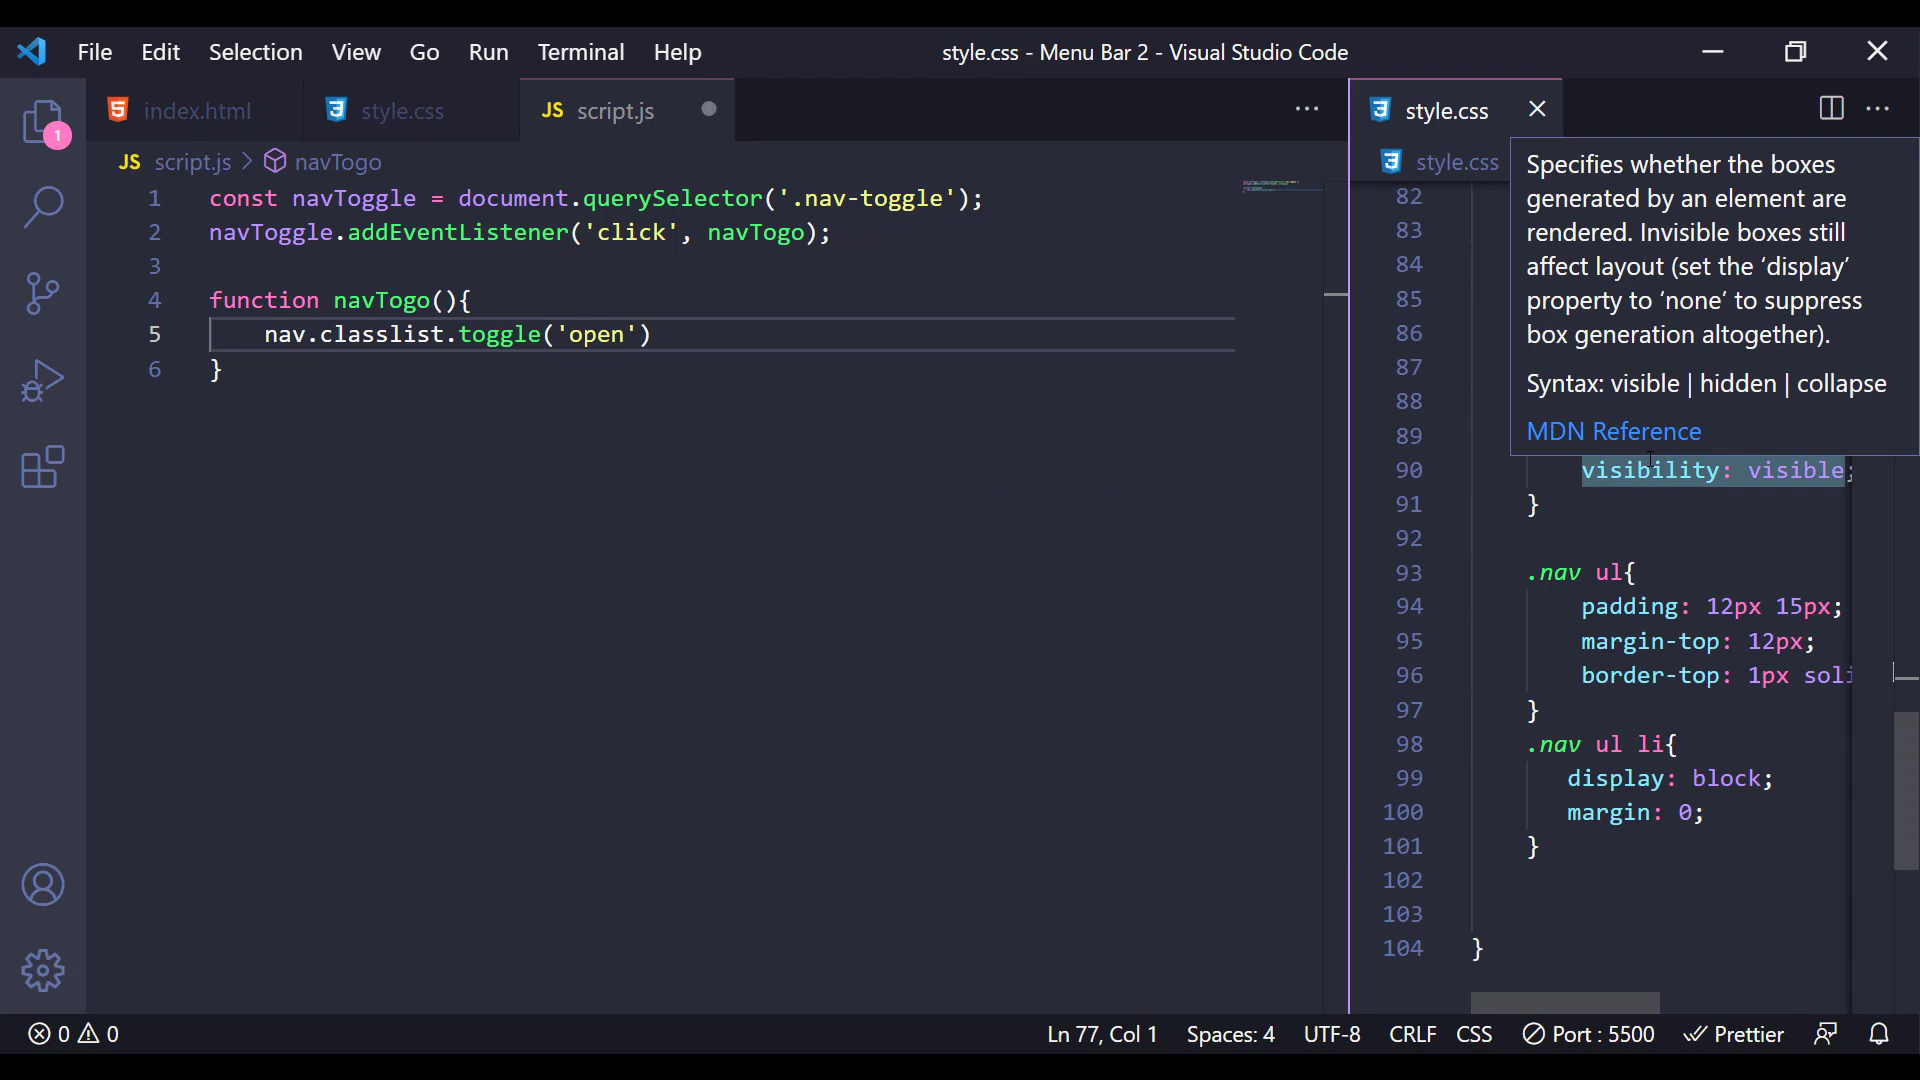 File Edit Selection View Go Run Terminal Help
style.css - Menu Bar 2 - Visual Studio Code
1
index.html
style.css
JS script.js
...
style.css
...
JS script.js > navTogo
style.css
1 const navToggle = document.querySelector('.nav-toggle');
2 navToggle.addEventListener('click', navTogo);
3
4 function navTogo(){
5 nav.classlist.toggle('open')
6 }
Specifies whether the boxes
generated by an element are
rendered. Invisible boxes still
affect layout (set the ‘display’
property to ‘none’ to suppress
box generation altogether).
Syntax: visible | hidden | collapse
MDN Reference
82
83
84
85
86
87
88
89
90 visibility: visible;
91 }
92
93 .nav ul{
94 padding: 12px 15px;
95 margin-top: 12px;
96 border-top: 1px soli
97 }
98 .nav ul li{
99 display: block;
100 margin: 0;
101 }
102
103
104 }
0 0
Ln 77, Col 1 Spaces: 4 UTF-8 CRLF CSS Port : 5500 Prettier